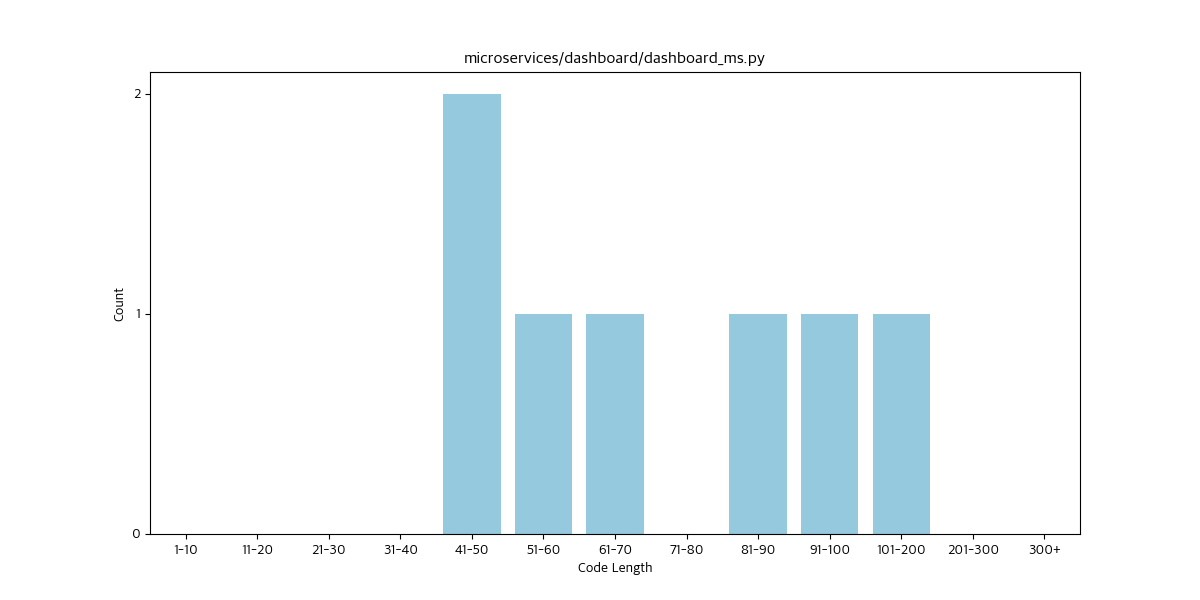 microservices/dashboard/dashboard_ms.py
2
1
0
Count
1-10 11-20 21-30 31-40 41-50 51-60 61-70 71-80 81-90 91-100 101-200 201-300 300+
Code Length